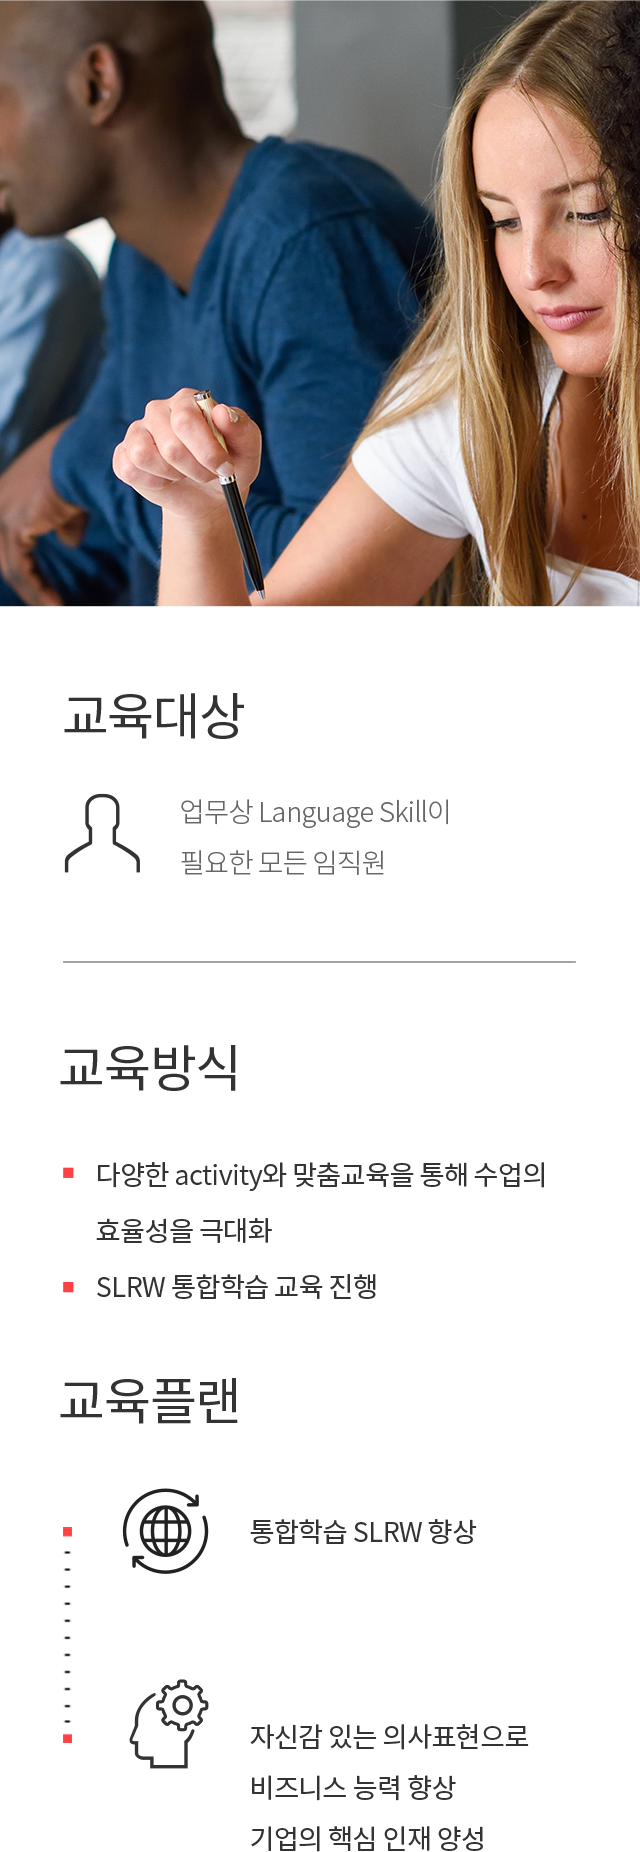 교육대상
업무상 Language Skill이
필요한 모든 임직원
교육방식
다양한 activity와 맞춤교육을 통해 수업의
효율성을 극대화
SLRW 통합학습 교육 진행
교육플랜
통합학습 SLRW 향상
자신감 있는 의사표현으로
비즈니스 능력 향상
기업의 핵심 인재 양성